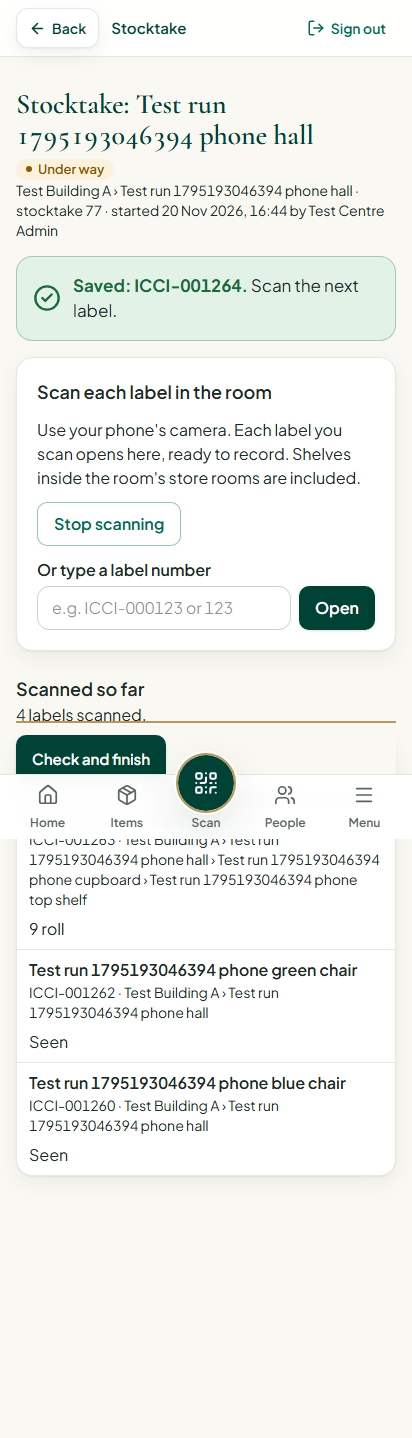 Back
Stocktake
Sign out
Stocktake: Test run
1795193046394 phone hall
Under way
Test Building A › Test run 1795193046394 phone hall ·
stocktake 77 · started 20 Nov 2026, 16:44 by Test Centre
Admin
Saved: ICCI-001264. Scan the next
label.
Scan each label in the room
Use your phone's camera. Each label you
scan opens here, ready to record. Shelves
inside the room's store rooms are included.
Stop scanning
Or type a label number
e.g. ICCI-000123 or 123
Open
Scanned so far
4 labels scanned.
Check and finish
Home
Items
Scan
People
Menu
ICCI-001263 · Test Building A › Test run
1795193046394 phone hall › Test run 1795193046394
phone cupboard › Test run 1795193046394 phone
top shelf
9 roll
Test run 1795193046394 phone green chair
ICCI-001262 · Test Building A › Test run
1795193046394 phone hall
Seen
Test run 1795193046394 phone blue chair
ICCI-001260 · Test Building A › Test run
1795193046394 phone hall
Seen